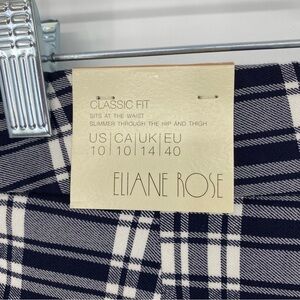 CLASSIC FIT
SITS AT THE WAIST
SLIMMER THROUGH THE HIP AND THIGH
US|CA|UK|EU
10|10|14|40
ELIANE ROSE